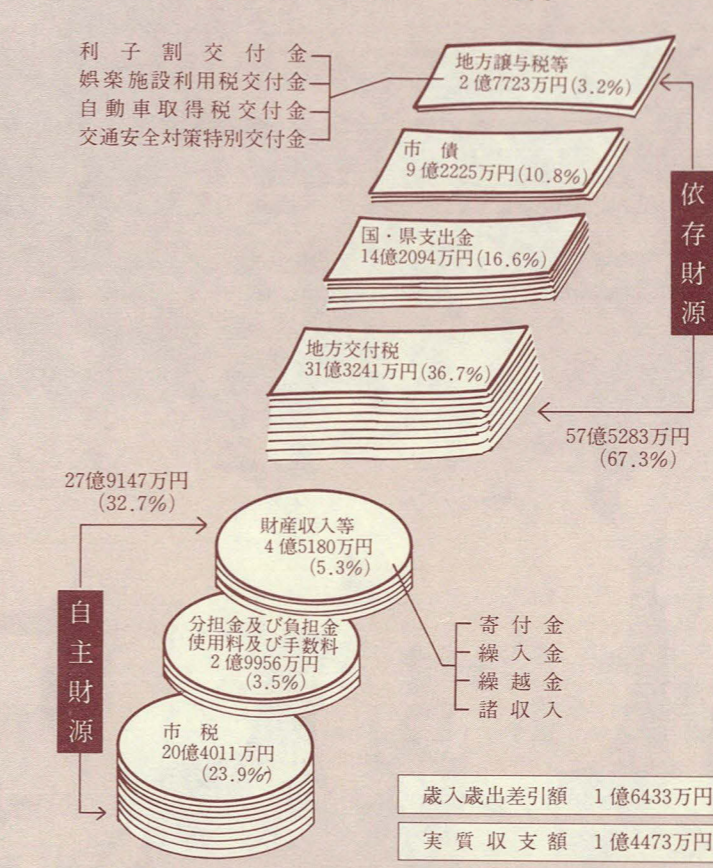 利子割交付金
娯楽施設利用税交付金
自動車取得税交付金
交通安全対策特別交付金
地方譲与税等
2億7723万円(3.2%)
市債
9億2225万円(10.8%)
国・県支出金
14億2094万円(16.6%)
地方交付税
31億3241万円(36.7%)
依存財源
57億5283万円
(67.3%)
27億9147万円
(32.7%)
自主財源
財産収入等
4億5180万円
(5.3%)
分担金及び負担金
使用料及び手数料
2億9956万円
(3.5%)
市税
20億4011万円
(23.9%)
寄付金
繰入金
繰越金
諸収入
歳入歳出差引額 1億6433万円
実質収支額 1億4473万円